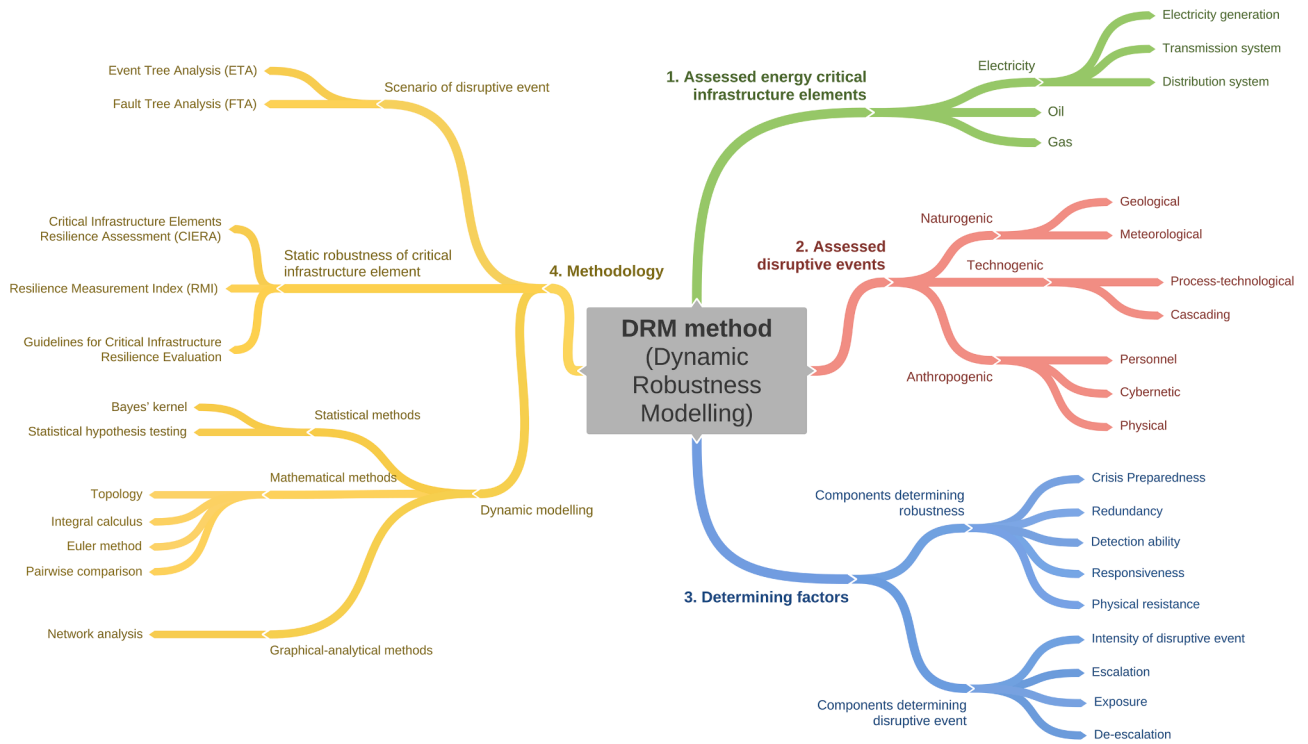 DRM method
(Dynamic
Robustness
Modelling)
1. Assessed energy critical
infrastructure elements
Electricity
Electricity generation
Transmission system
Distribution system
Oil
Gas
2. Assessed
disruptive events
Naturogenic
Geological
Meteorological
Technogenic
Process-technological
Cascading
Anthropogenic
Personnel
Cybernetic
Physical
3. Determining factors
Components determining
robustness
Crisis Preparedness
Redundancy
Detection ability
Responsiveness
Physical resistance
Components determining
disruptive event
Intensity of disruptive event
Escalation
Exposure
De-escalation
4. Methodology
Scenario of disruptive event
Event Tree Analysis (ETA)
Fault Tree Analysis (FTA)
Static robustness of critical
infrastructure element
Critical Infrastructure Elements
Resilience Assessment (CIERA)
Resilience Measurement Index (RMI)
Guidelines for Critical Infrastructure
Resilience Evaluation
Dynamic modelling
Statistical methods
Bayes' kernel
Statistical hypothesis testing
Mathematical methods
Topology
Integral calculus
Euler method
Pairwise comparison
Graphical-analytical methods
Network analysis